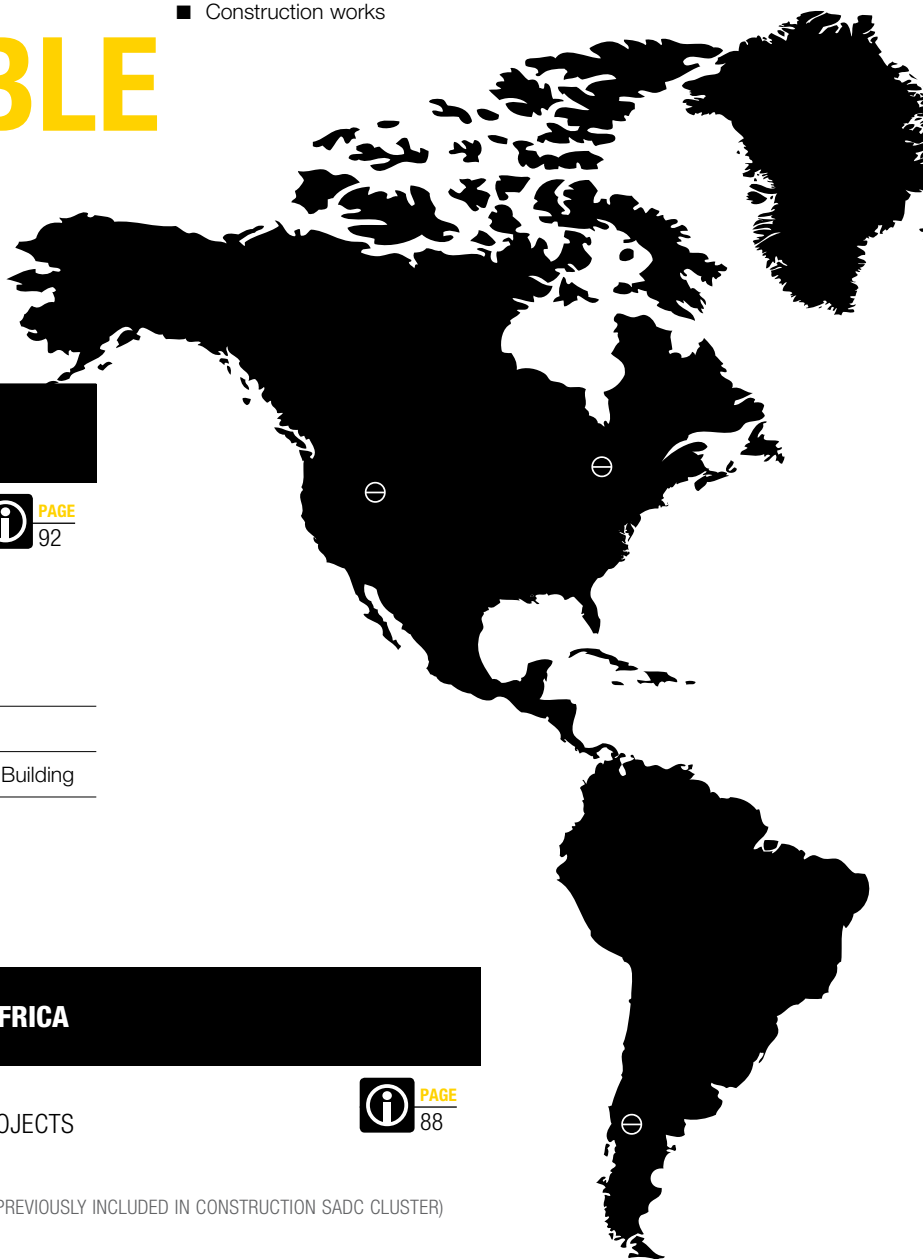 ■ Construction works
BLE
PAGE
92
Building
FRICA
OJECTS
PAGE
88
PREVIOUSLY INCLUDED IN CONSTRUCTION SADC CLUSTER)